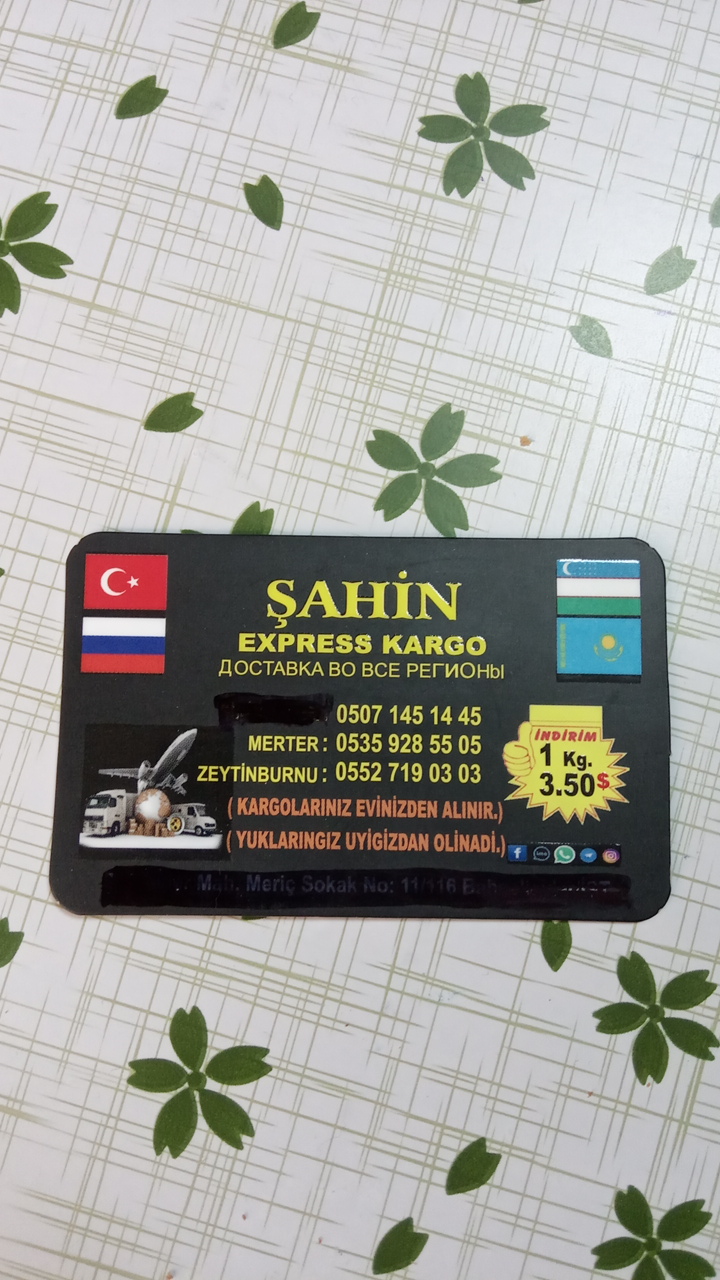 ŞAHİN
EXPRESS KARGO
ДОСТАВКА ВО ВСЕ РЕГИОНЫ
0507 145 14 45
MERTER : 0535 928 55 05
ZEYTİNBURNU : 0552 719 03 03
İNDİRİM
1 Kg.
3.50$
( KARGOLARINIZ EVİNİZDEN ALINIR.)
( YUKLARINGIZ UYIGIZDAN OLINADİ.)
Mah. Meriç Sokak No: 11/116